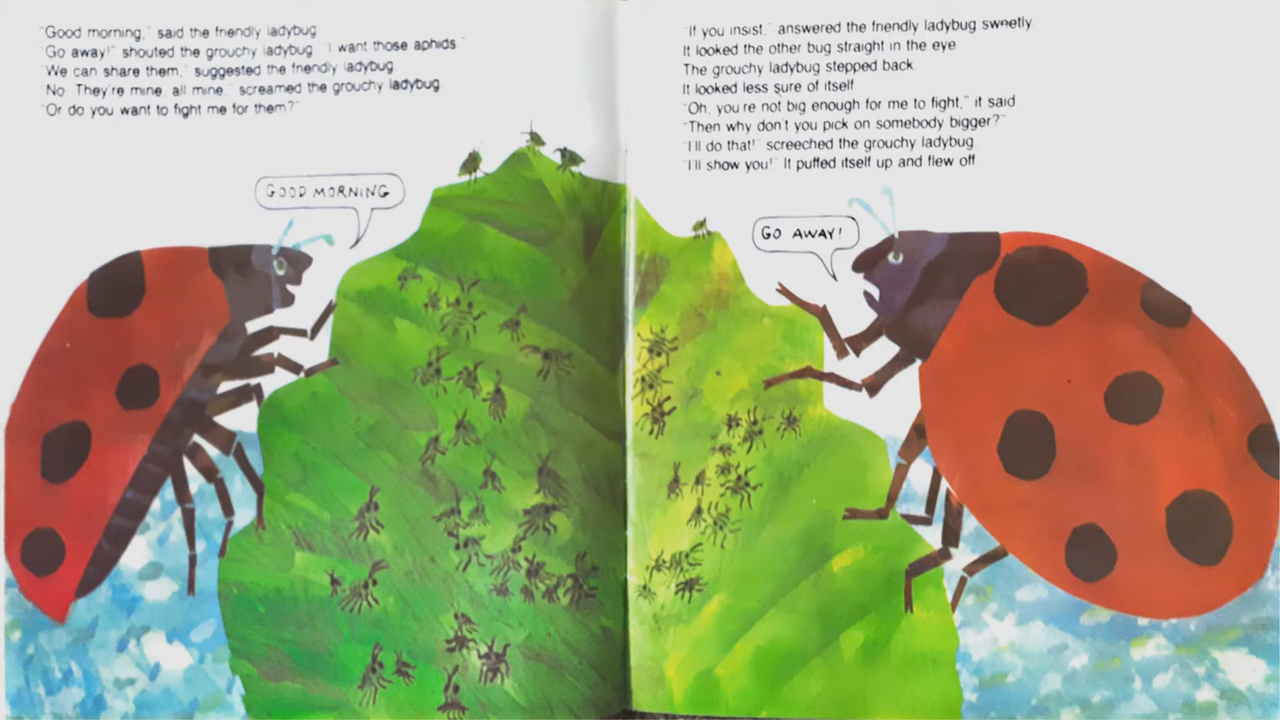 "Good morning," said the friendly ladybug.
"Go away!" shouted the grouchy ladybug. "I want those aphids."
"We can share them," suggested the friendly ladybug.
"No. They're mine, all mine," screamed the grouchy ladybug.
"Or do you want to fight me for them?"
GOOD MORNING
"If you insist," answered the friendly ladybug sweetly.
It looked the other bug straight in the eye.
The grouchy ladybug stepped back.
It looked less sure of itself.
"Oh, you're not big enough for me to fight," it said.
"Then why don't you pick on somebody bigger?"
"I'll do that!" screeched the grouchy ladybug.
"I'll show you!" It puffed itself up and flew off.
GO AWAY!